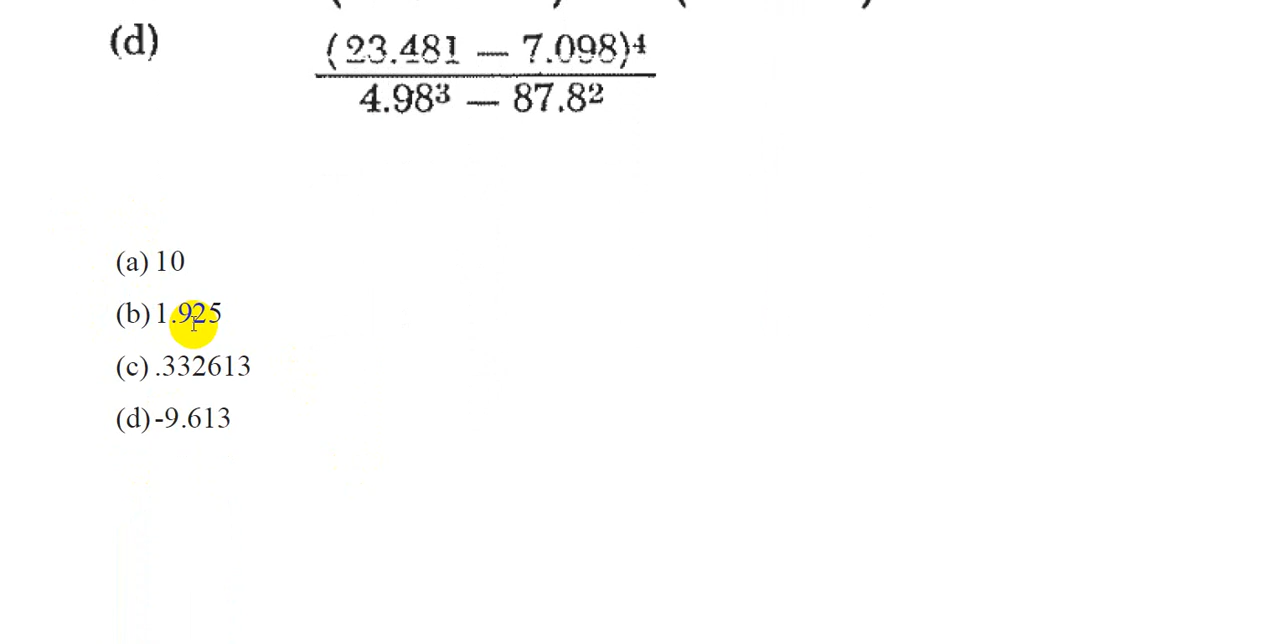 (d) (23.481 — 7.098)⁴
4.98³ — 87.8²
(a) 10
(b) 1.925
(c) .332613
(d) -9.613